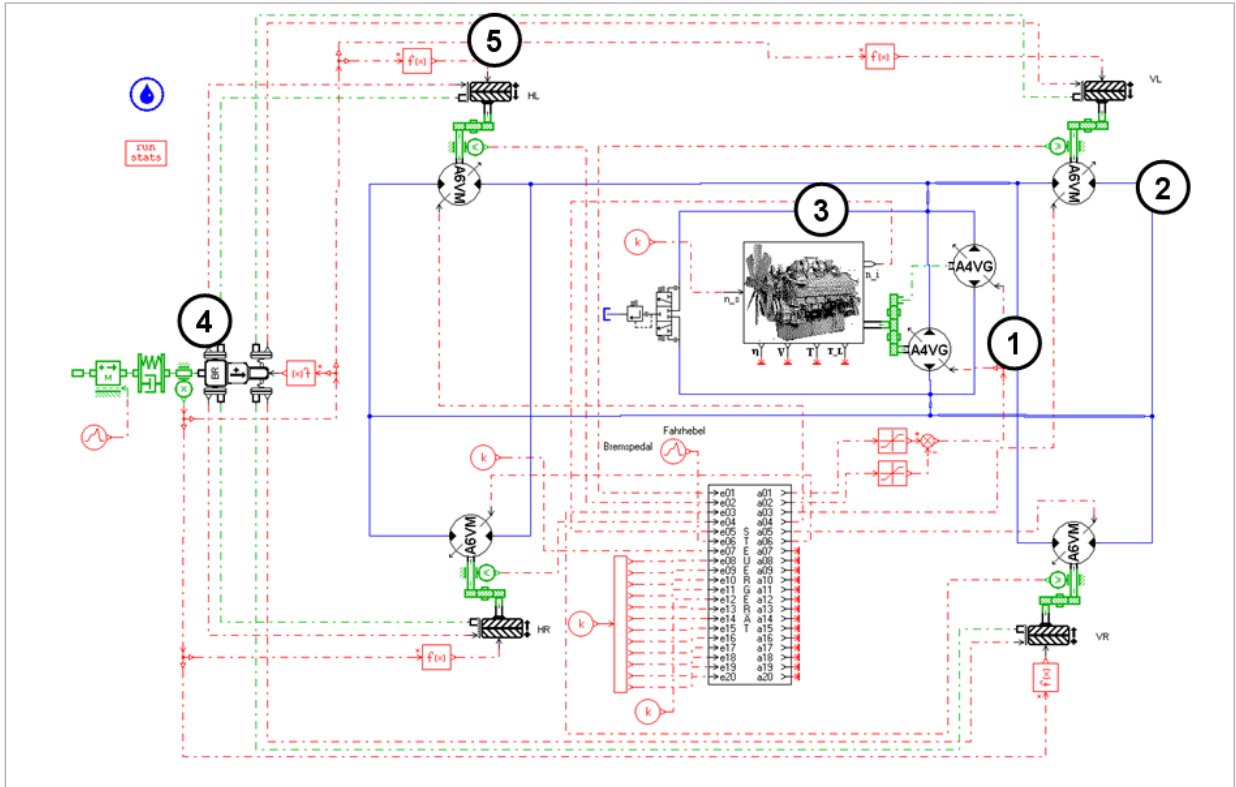 5
f(x)
f(x)
VL
HL
run
stats
A6VM
A6VM
2
3
k
A4VG
n_i
n_s
4
1
A4VG
η V T T_L
BR
f(x)
M
x
Fahrhebel
Bremspedal
k
e01 a01
e02 a02
e03 a03
e04 a04
e05 S a05
e06 T a06
e07 E a07
e08 U a08
e09 E a09
e10 R a10
e11 G a11
e12 E a12
e13 R a13
e14 Ä a14
e15 T a15
e16 a16
e17 a17
e18 a18
e19 a19
e20 a20
A6VM
A6VM
k
HR
VR
f(x)
f(x)
k